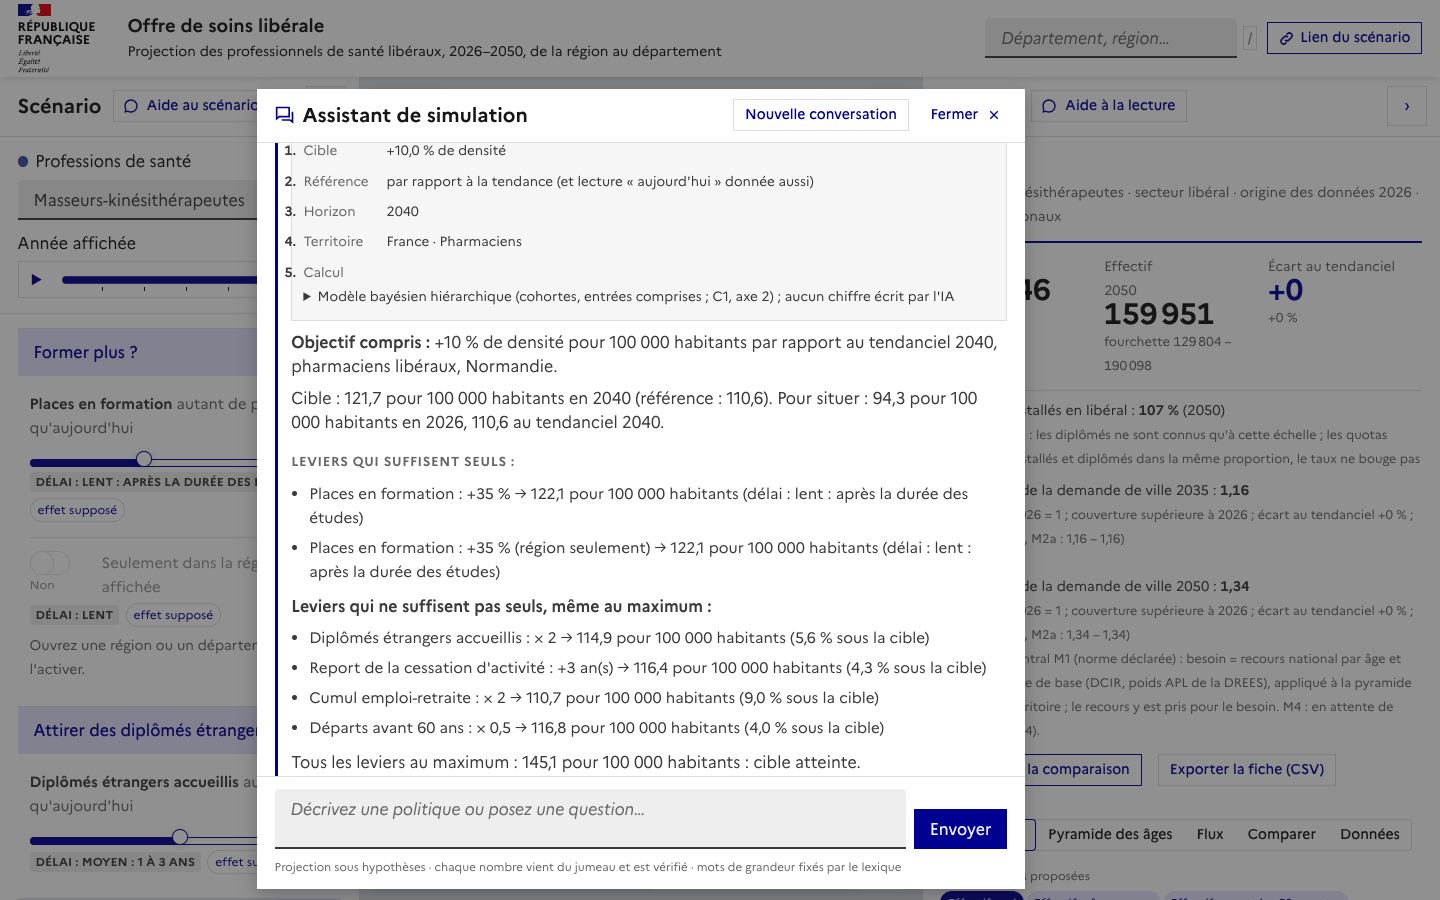 RÉPUBLIQUE
FRANÇAISE
Liberté
Égalité
Fraternité
Offre de soins libérale
Projection des professionnels de santé libéraux, 2026–2050, de la région au département
Département, région…
/
Lien du scénario
Scénario
Aide au scénario
Professions de santé
Masseurs-kinésithérapeutes
Année affichée
Former plus ?
Places en formation autant de p
qu'aujourd'hui
DÉLAI : LENT : APRÈS LA DURÉE DES
effet supposé
Non
Seulement dans la rég
affichée
DÉLAI : LENT
effet supposé
Ouvrez une région ou un départe
l'activer.
Attirer des diplômés étranger
Diplômés étrangers accueillis au
qu'aujourd'hui
DÉLAI : MOYEN : 1 À 3 ANS
effet su
Assistant de simulation
Nouvelle conversation
Fermer ×
1. Cible +10,0 % de densité
2. Référence par rapport à la tendance (et lecture « aujourd'hui » donnée aussi)
3. Horizon 2040
4. Territoire France · Pharmaciens
5. Calcul
▶ Modèle bayésien hiérarchique (cohortes, entrées comprises ; C1, axe 2) ; aucun chiffre écrit par l'IA
Objectif compris : +10 % de densité pour 100 000 habitants par rapport au tendanciel 2040,
pharmaciens libéraux, Normandie.
Cible : 121,7 pour 100 000 habitants en 2040 (référence : 110,6). Pour situer : 94,3 pour 100
000 habitants en 2026, 110,6 au tendanciel 2040.
LEVIERS QUI SUFFISENT SEULS :
• Places en formation : +35 % → 122,1 pour 100 000 habitants (délai : lent : après la durée des
études)
• Places en formation : +35 % (région seulement) → 122,1 pour 100 000 habitants (délai : lent :
après la durée des études)
Leviers qui ne suffisent pas seuls, même au maximum :
• Diplômés étrangers accueillis : × 2 → 114,9 pour 100 000 habitants (5,6 % sous la cible)
• Report de la cessation d'activité : +3 an(s) → 116,4 pour 100 000 habitants (4,3 % sous la cible)
• Cumul emploi-retraite : × 2 → 110,7 pour 100 000 habitants (9,0 % sous la cible)
• Départs avant 60 ans : × 0,5 → 116,8 pour 100 000 habitants (4,0 % sous la cible)
Tous les leviers au maximum : 145,1 pour 100 000 habitants : cible atteinte.
Décrivez une politique ou posez une question…
Envoyer
Projection sous hypothèses · chaque nombre vient du jumeau et est vérifié · mots de grandeur fixés par le lexique
Aide à la lecture
›
ésithérapeutes · secteur libéral · origine des données 2026 ·
onaux
46
Effectif
2050
159 951
fourchette 129 804 –
190 098
Écart au tendanciel
+0
+0 %
tallés en libéral : 107 % (2050)
: les diplômés ne sont connus qu'à cette échelle ; les quotas
stallés et diplômés dans la même proportion, le taux ne bouge pas
de la demande de ville 2035 : 1,16
026 = 1 ; couverture supérieure à 2026 ; écart au tendanciel +0 % ;
, M2a : 1,16 – 1,16)
de la demande de ville 2050 : 1,34
026 = 1 ; couverture supérieure à 2026 ; écart au tendanciel +0 % ;
, M2a : 1,34 – 1,34)
ntral M1 (norme déclarée) : besoin = recours national par âge et
e de base (DCIR, poids APL de la DREES), appliqué à la pyramide
rritoire ; le recours y est pris pour le besoin. M4 : en attente de
4).
la comparaison
Exporter la fiche (CSV)
Pyramide des âges
Flux
Comparer
Données
s proposées